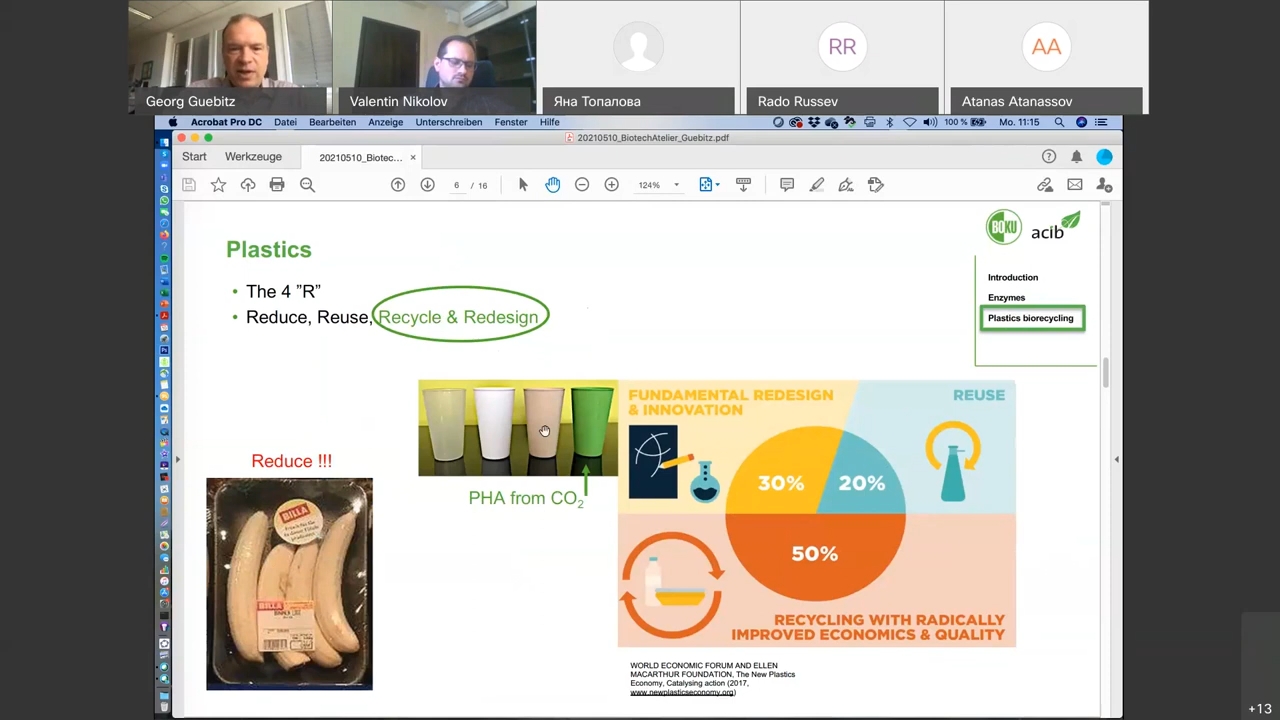 RR
AA
Georg Guebitz
Valentin Nikolov
Яна Топалова
Rado Russev
Atanas Atanassov
Acrobat Pro DC Datei Bearbeiten Anzeige Unterschreiben Fenster Hilfe
100 % Mo. 11:15
20210510_BiotechAtelier_Guebitz.pdf
Start Werkzeuge 20210510_Biotec... ×
6 / 16
124%
Plastics
BOKU
acib
• The 4 ”R”
• Reduce, Reuse, Recycle & Redesign
Introduction
Enzymes
Plastics biorecycling
FUNDAMENTAL REDESIGN
& INNOVATION
REUSE
30%
20%
50%
RECYCLING WITH RADICALLY
IMPROVED ECONOMICS & QUALITY
PHA from CO2
Reduce !!!
BILLA
BILLA
WORLD ECONOMIC FORUM AND ELLEN
MACARTHUR FOUNDATION, The New Plastics
Economy, Catalysing action (2017,
www.newplasticseconomy.org)
+13